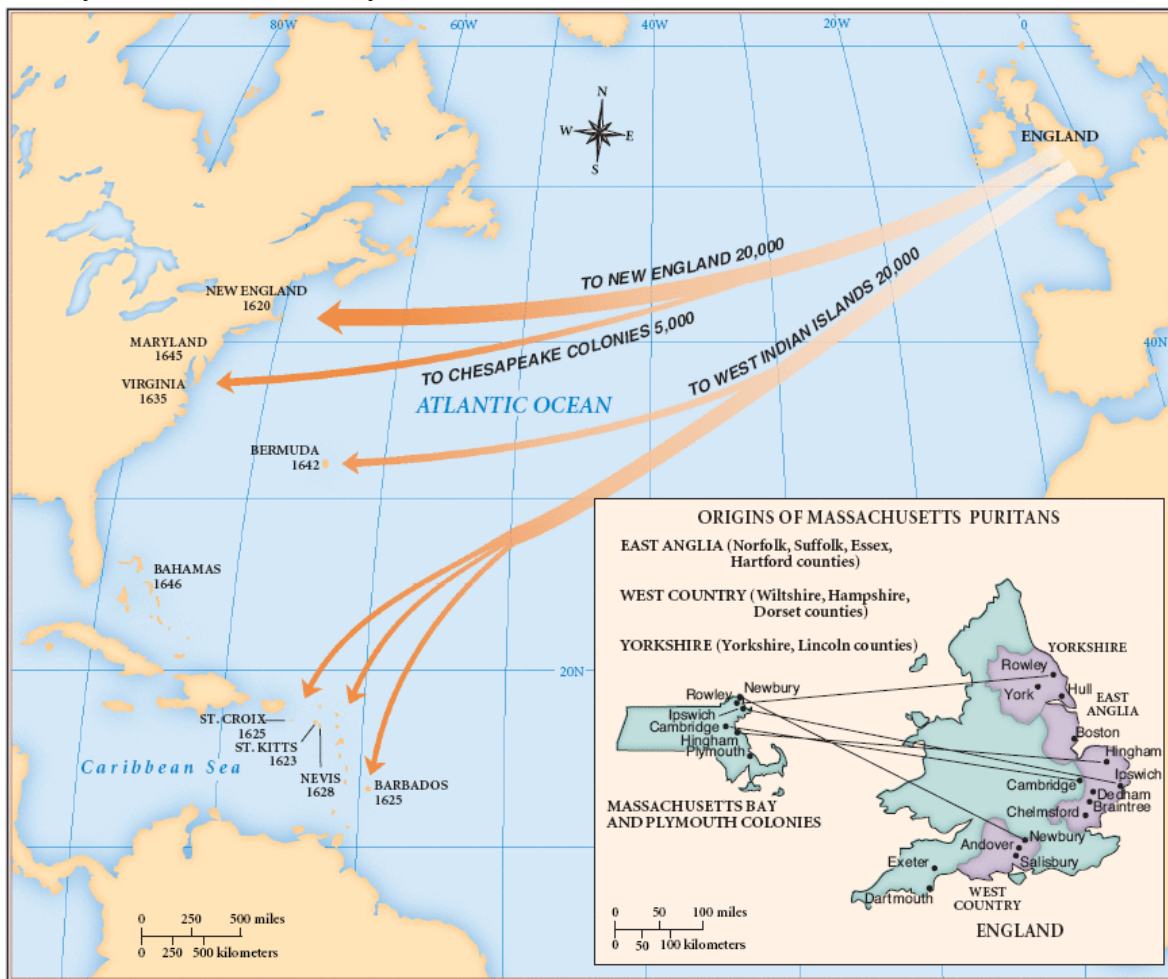 80W
60W
40W
20W
0
N
W
E
S
ENGLAND
TO NEW ENGLAND 20,000
TO CHESAPEAKE COLONIES 5,000
TO WEST INDIAN ISLANDS 20,000
NEW ENGLAND
1620
MARYLAND
1645
VIRGINIA
1635
40N
ATLANTIC OCEAN
BERMUDA
1642
BAHAMAS
1646
20N
ST. CROIX
1625
ST. KITTS
1623
NEVIS
1628
BARBADOS
1625
Caribbean Sea
0 250 500 miles
0 250 500 kilometers
ORIGINS OF MASSACHUSETTS PURITANS
EAST ANGLIA (Norfolk, Suffolk, Essex,
Hartford counties)
WEST COUNTRY (Wiltshire, Hampshire,
Dorset counties)
YORKSHIRE (Yorkshire, Lincoln counties)
Rowley
Newbury
Ipswich
Cambridge
Hingham
Plymouth
MASSACHUSETTS BAY
AND PLYMOUTH COLONIES
YORKSHIRE
Rowley
York
Hull
EAST
ANGLIA
Boston
Hingham
Ipswich
Cambridge
Dedham
Braintree
Chelmsford
Newbury
Andover
Salisbury
Exeter
Dartmouth
WEST
COUNTRY
ENGLAND
0 50 100 miles
0 50 100 kilometers